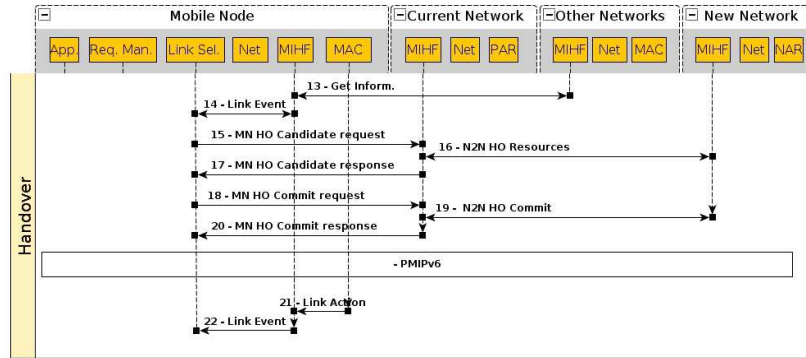 Mobile Node
Current Network
Other Networks
New Network
App.
Req. Man.
Link Sel.
Net
MIHF
MAC
MIHF
Net
PAR
MIHF
Net
MAC
MIHF
Net
NAR
Handover
13 - Get Inform.
14 - Link Event
15 - MN HO Candidate request
16 - N2N HO Resources
17 - MN HO Candidate response
18 - MN HO Commit request
19 - N2N HO Commit
20 - MN HO Commit response
- PMIPv6
21 - Link Action
22 - Link Event